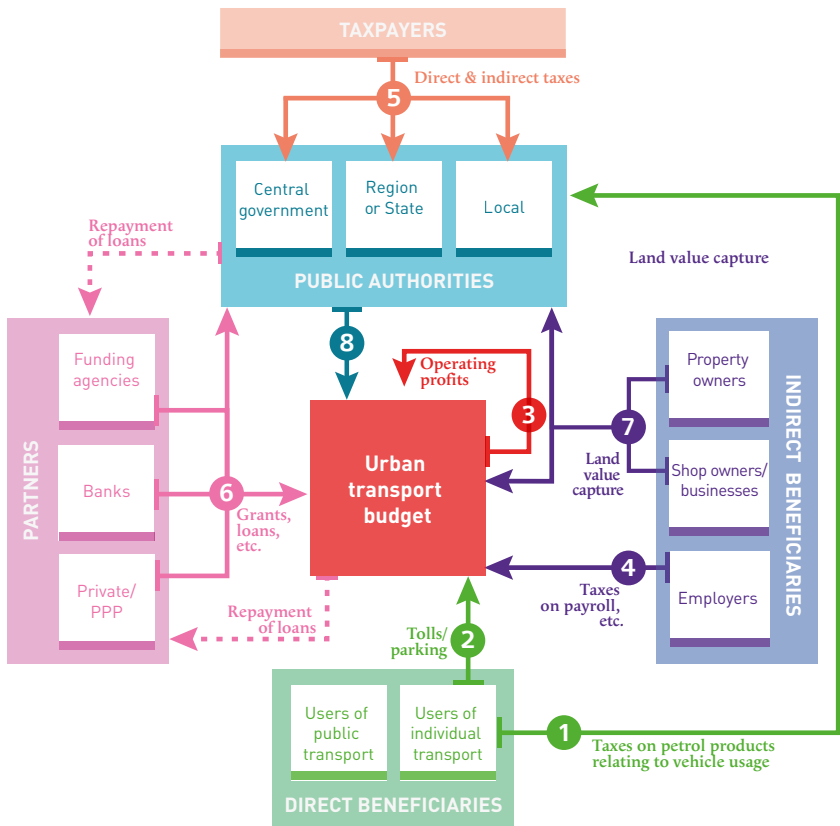 TAXPAYERS
Direct & indirect taxes
5
Central
government
Region
or State
Local
PUBLIC AUTHORITIES
Repayment
of loans
Land value capture
8
Operating
profits
3
PARTNERS
Funding
agencies
Banks
Private/
PPP
6
Grants,
loans,
etc.
Urban
transport
budget
7
Land
value
capture
Property
owners
Shop owners/
businesses
Employers
INDIRECT BENEFICIARIES
4
Taxes
on payroll,
etc.
Repayment
of loans
Tolls/
parking
2
Users of
public
transport
Users of
individual
transport
DIRECT BENEFICIARIES
1
Taxes on petrol products
relating to vehicle usage